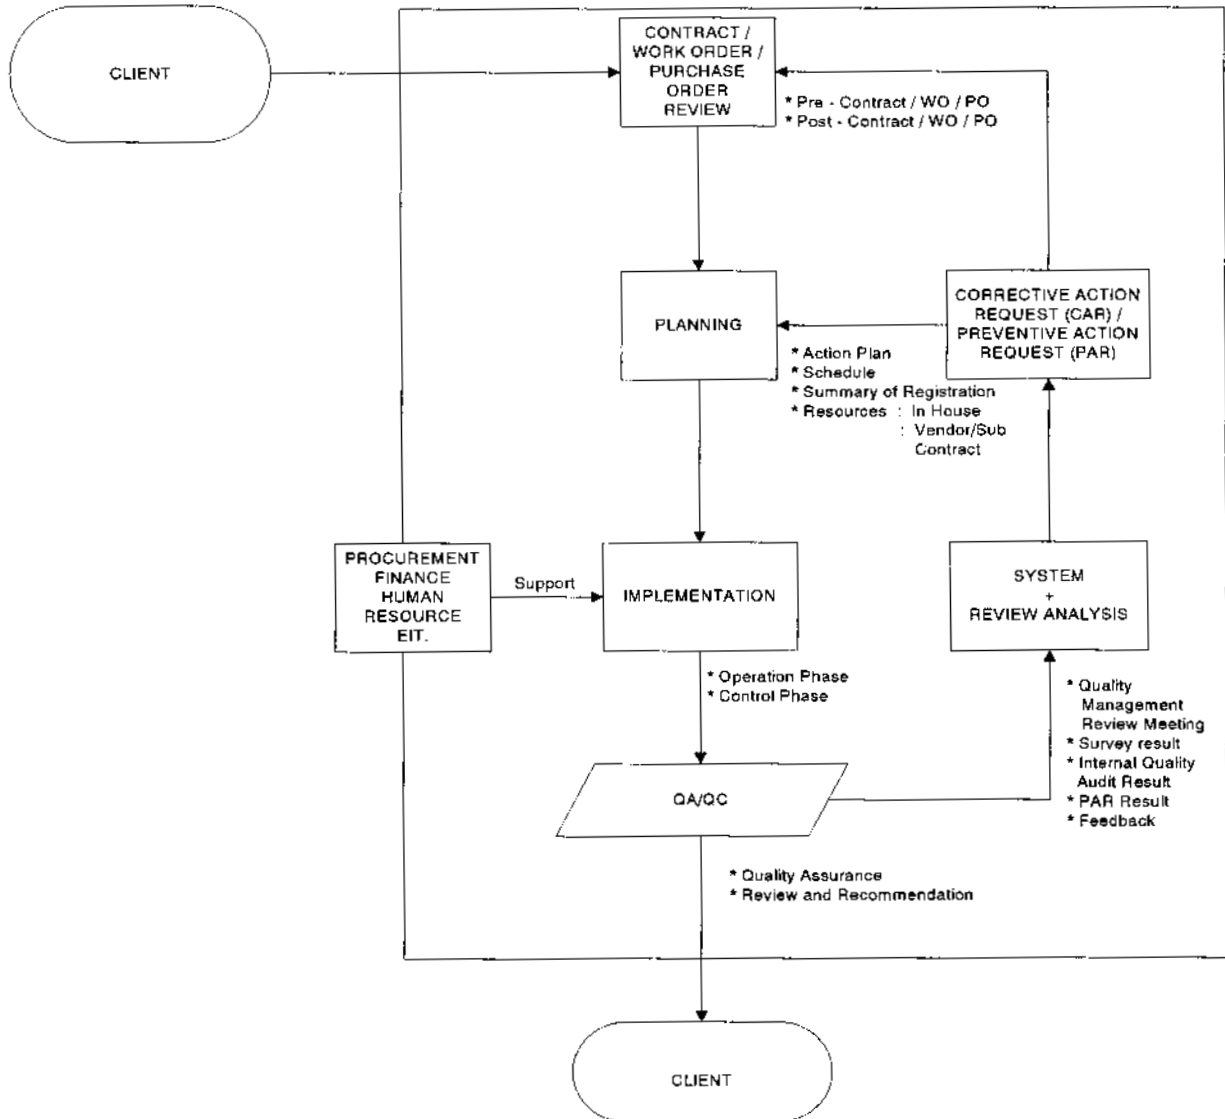 CLIENT
CONTRACT /
WORK ORDER /
PURCHASE
ORDER
REVIEW
* Pre - Contract / WO / PO
* Post - Contract / WO / PO
PLANNING
CORRECTIVE ACTION
REQUEST (CAR) /
PREVENTIVE ACTION
REQUEST (PAR)
* Action Plan
* Schedule
* Summary of Registration
* Resources : In House
: Vendor/Sub
Contract
PROCUREMENT
FINANCE
HUMAN
RESOURCE
EIT.
Support
IMPLEMENTATION
SYSTEM
+
REVIEW ANALYSIS
* Operation Phase
* Control Phase
* Quality
Management
Review Meeting
* Survey result
* Internal Quality
Audit Result
* PAR Result
* Feedback
QA/QC
* Quality Assurance
* Review and Recommendation
CLIENT